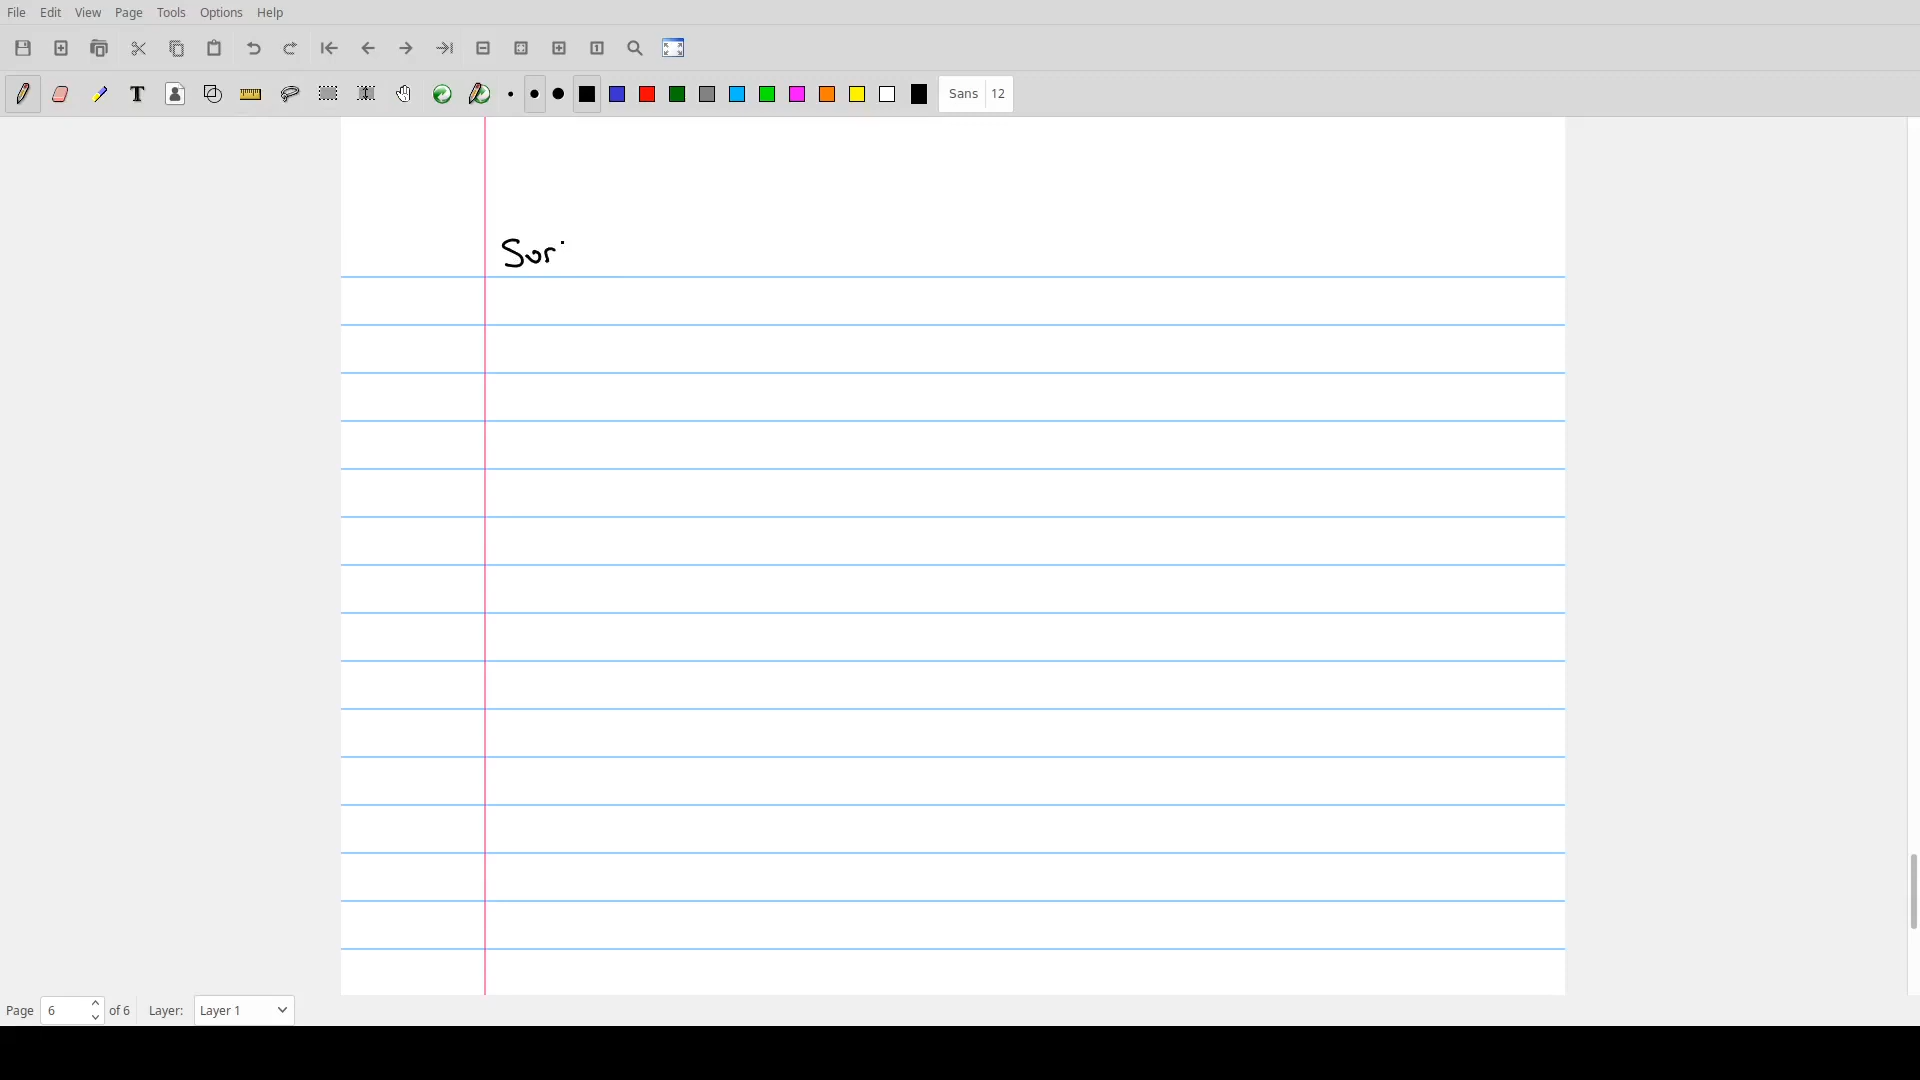 File Edit View Page Tools Options Help
T Sans 12
Sor
Page 6 of 6 Layer: Layer 1